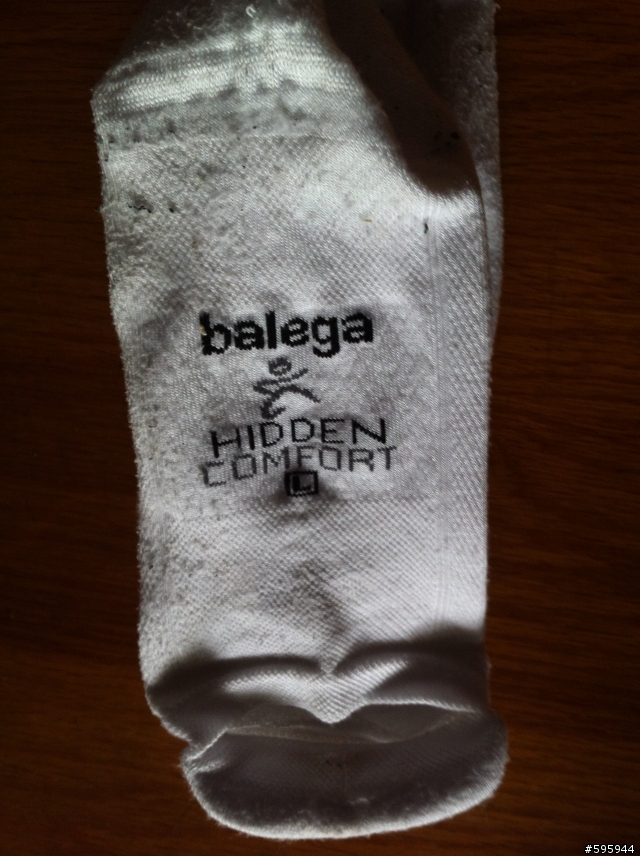 balega
HIDDEN
COMFORT
L
#595944